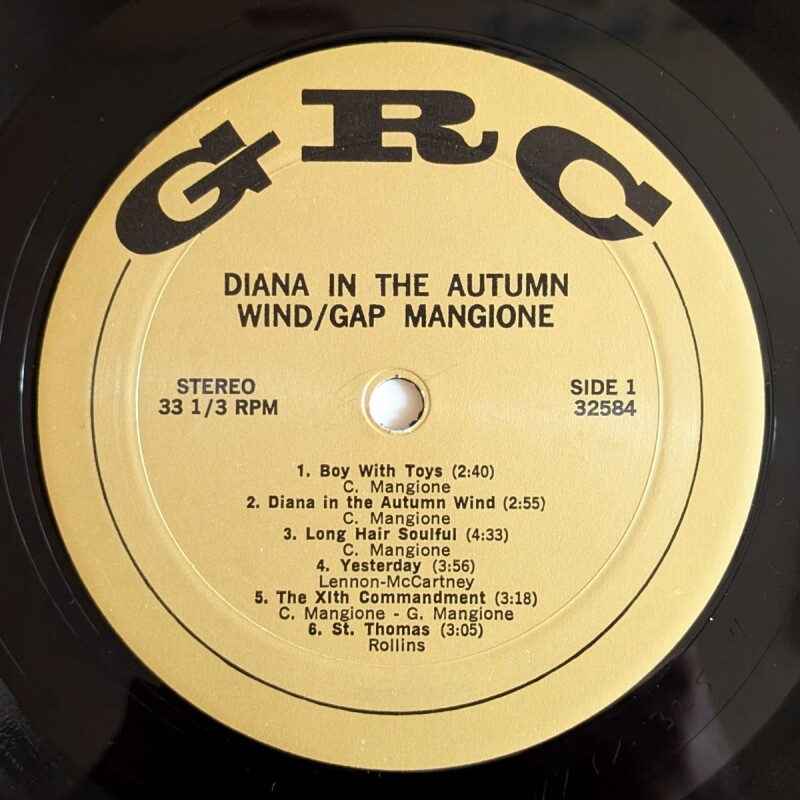 GRC
DIANA IN THE AUTUMN
WIND/GAP MANGIONE
STEREO
33 1/3 RPM
SIDE 1
32584
1. Boy With Toys (2:40)
C. Mangione
2. Diana in the Autumn Wind (2:55)
C. Mangione
3. Long Hair Soulful (4:33)
C. Mangione
4. Yesterday (3:56)
Lennon-McCartney
5. The XIth Commandment (3:18)
C. Mangione - G. Mangione
6. St. Thomas (3:05)
Rollins